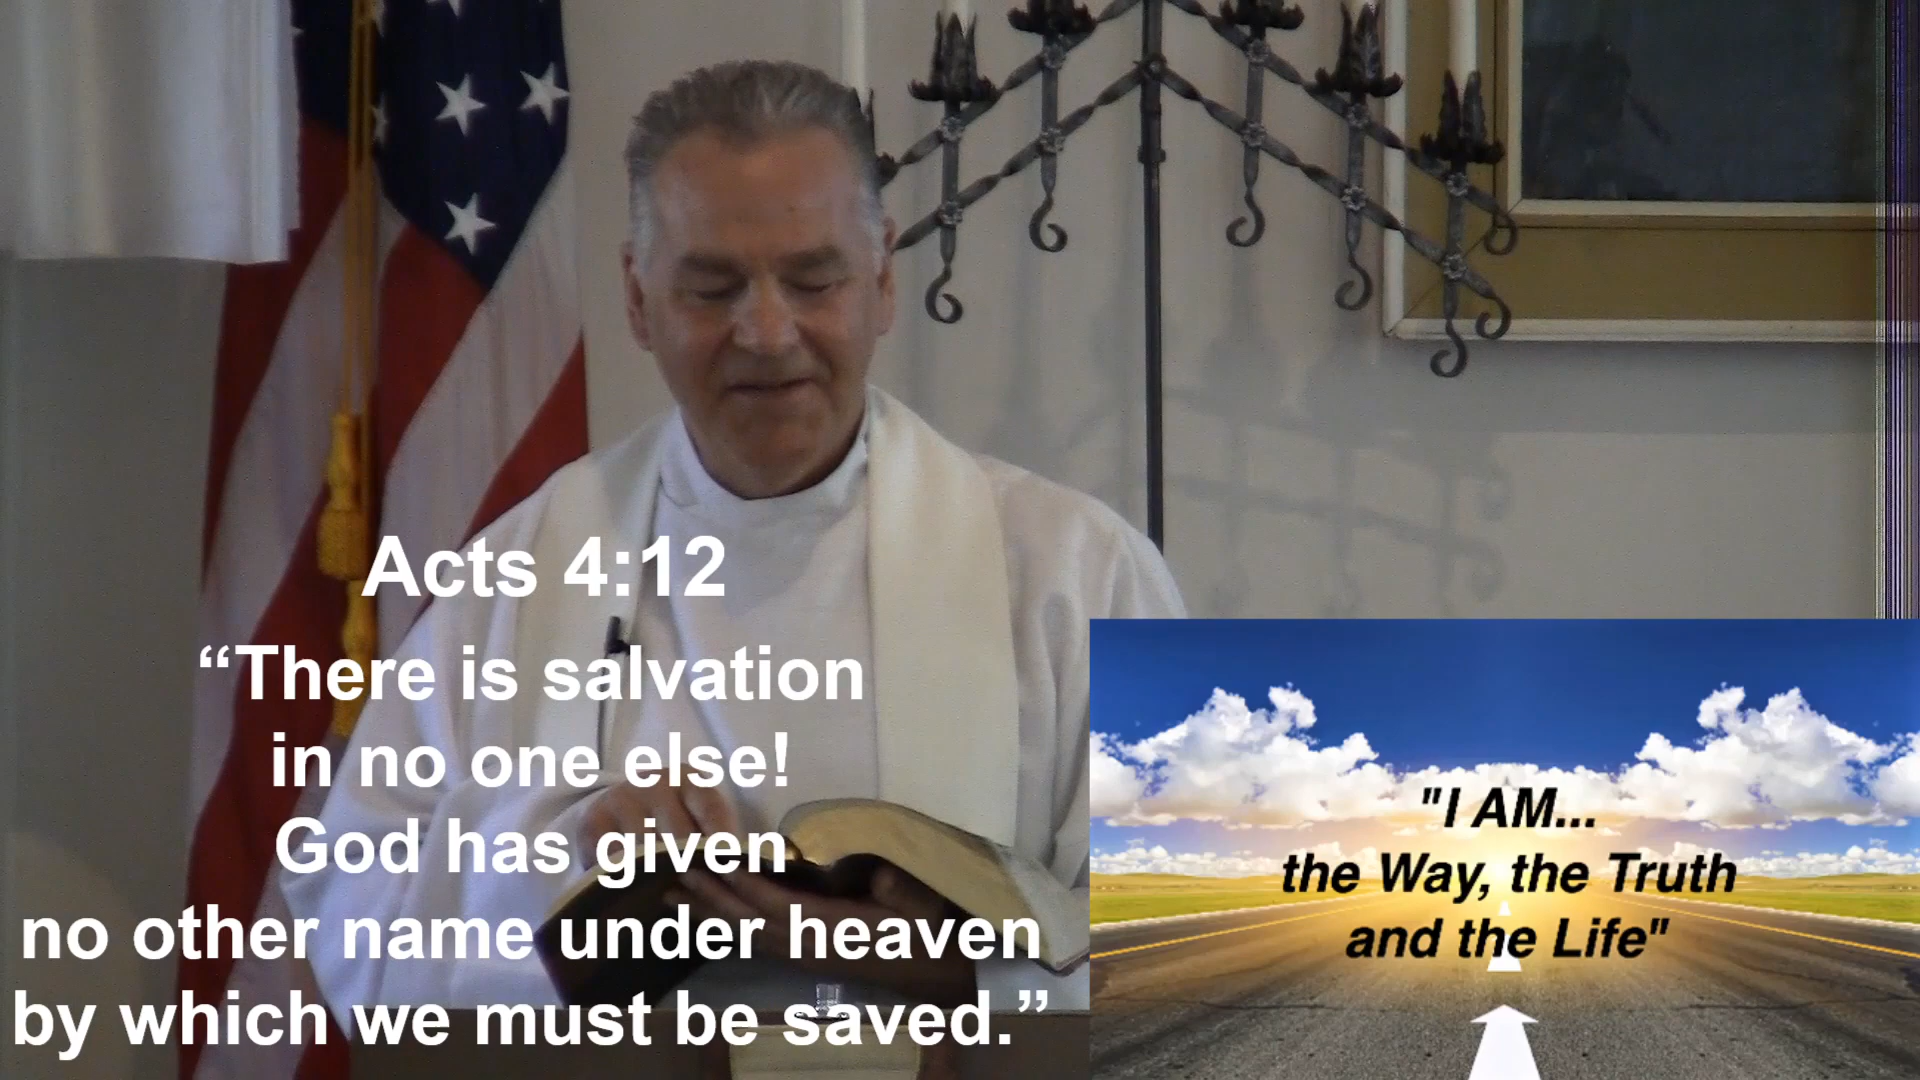 Acts 4:12
“There is salvation
in no one else!
God has given
no other name under heaven
by which we must be saved.”
"I AM...
the Way, the Truth
and the Life"